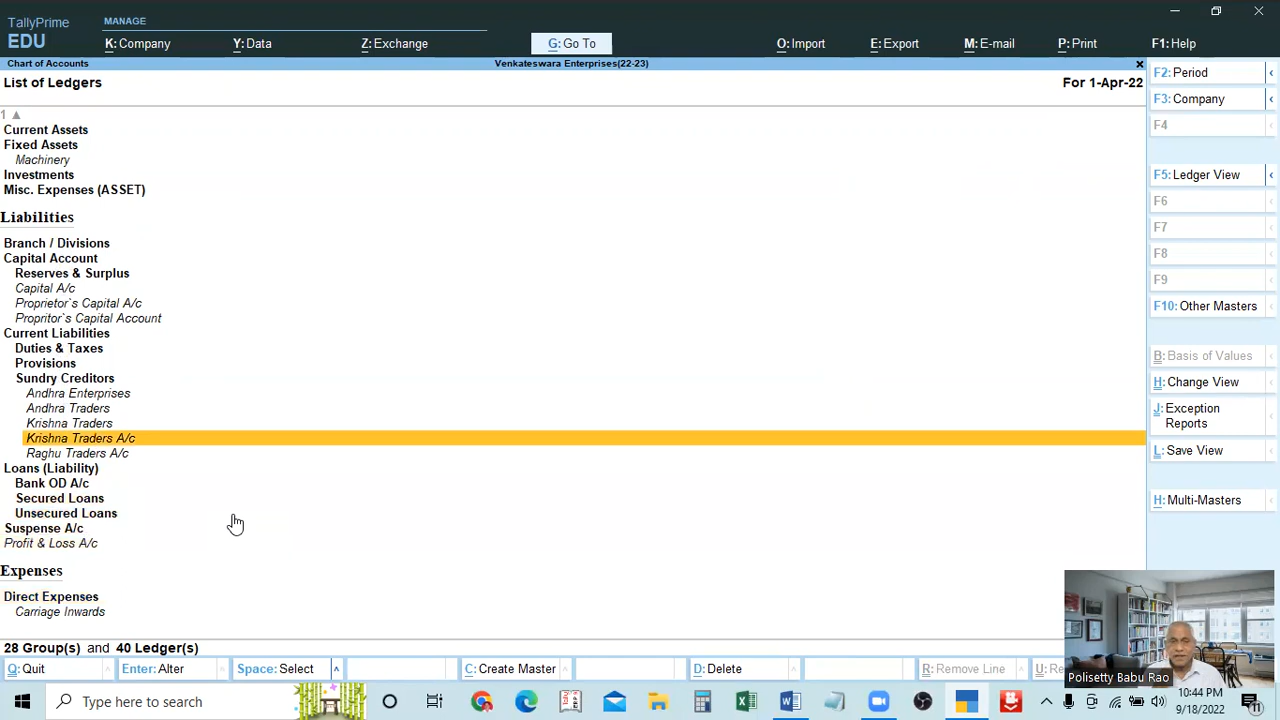 TallyPrime
EDU
MANAGE
K: Company
Y: Data
Z: Exchange
G: Go To
O: Import
E: Export
M: E-mail
P: Print
F1: Help
Chart of Accounts
Venkateswara Enterprises(22-23)
List of Ledgers
For 1-Apr-22
1
Current Assets
Fixed Assets
Machinery
Investments
Misc. Expenses (ASSET)
Liabilities
Branch / Divisions
Capital Account
Reserves & Surplus
Capital A/c
Proprietor`s Capital A/c
Propritor`s Capital Account
Current Liabilities
Duties & Taxes
Provisions
Sundry Creditors
Andhra Enterprises
Andhra Traders
Krishna Traders
Krishna Traders A/c
Raghu Traders A/c
Loans (Liability)
Bank OD A/c
Secured Loans
Unsecured Loans
Suspense A/c
Profit & Loss A/c
Expenses
Direct Expenses
Carriage Inwards
28 Group(s) and 40 Ledger(s)
F2: Period
F3: Company
F4
F5: Ledger View
F6
F7
F8
F9
F10: Other Masters
B: Basis of Values
H: Change View
J: Exception
Reports
L: Save View
H: Multi-Masters
Q: Quit
Enter: Alter
Space: Select
C: Create Master
D: Delete
R: Remove Line
U: Re
Polisetty Babu Rao
Type here to search
10:44 PM
9/18/2022